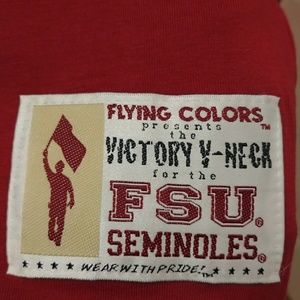 FLYING COLORS™
presents
the
VICTORY V-NECK
for the
FSU®
SEMINOLES®
★ ★ ★ ★ WEAR WITH PRIDE!™ ★ ★ ★ ★